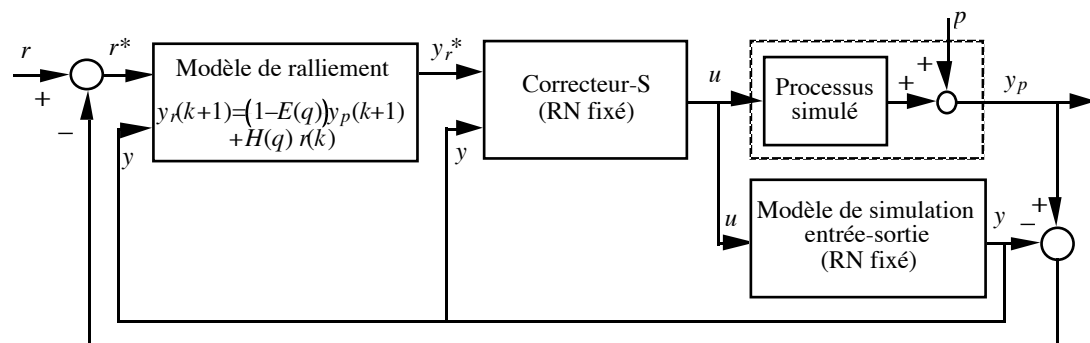 p
r
r*
y_r*
+
−
Modèle de ralliement
y_r(k+1)=(1–E(q))y_p(k+1)
+H(q) r(k)
y
Correcteur-S
(RN fixé)
y
u
Processus
simulé
+
+
y_p
u
Modèle de simulation
entrée-sortie
(RN fixé)
y
−
+